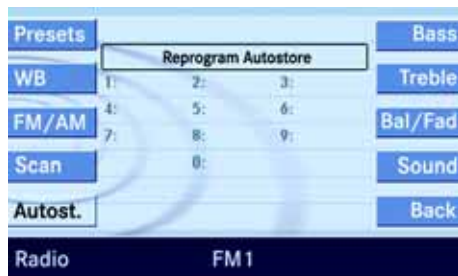 Presets
Bass
Reprogram Autostore
WB
1: 2: 3:
Treble
FM/AM
4: 5: 6:
Bal/Fad
7: 8: 9:
Scan
0:
Sound
Autost.
Back
Radio FM1